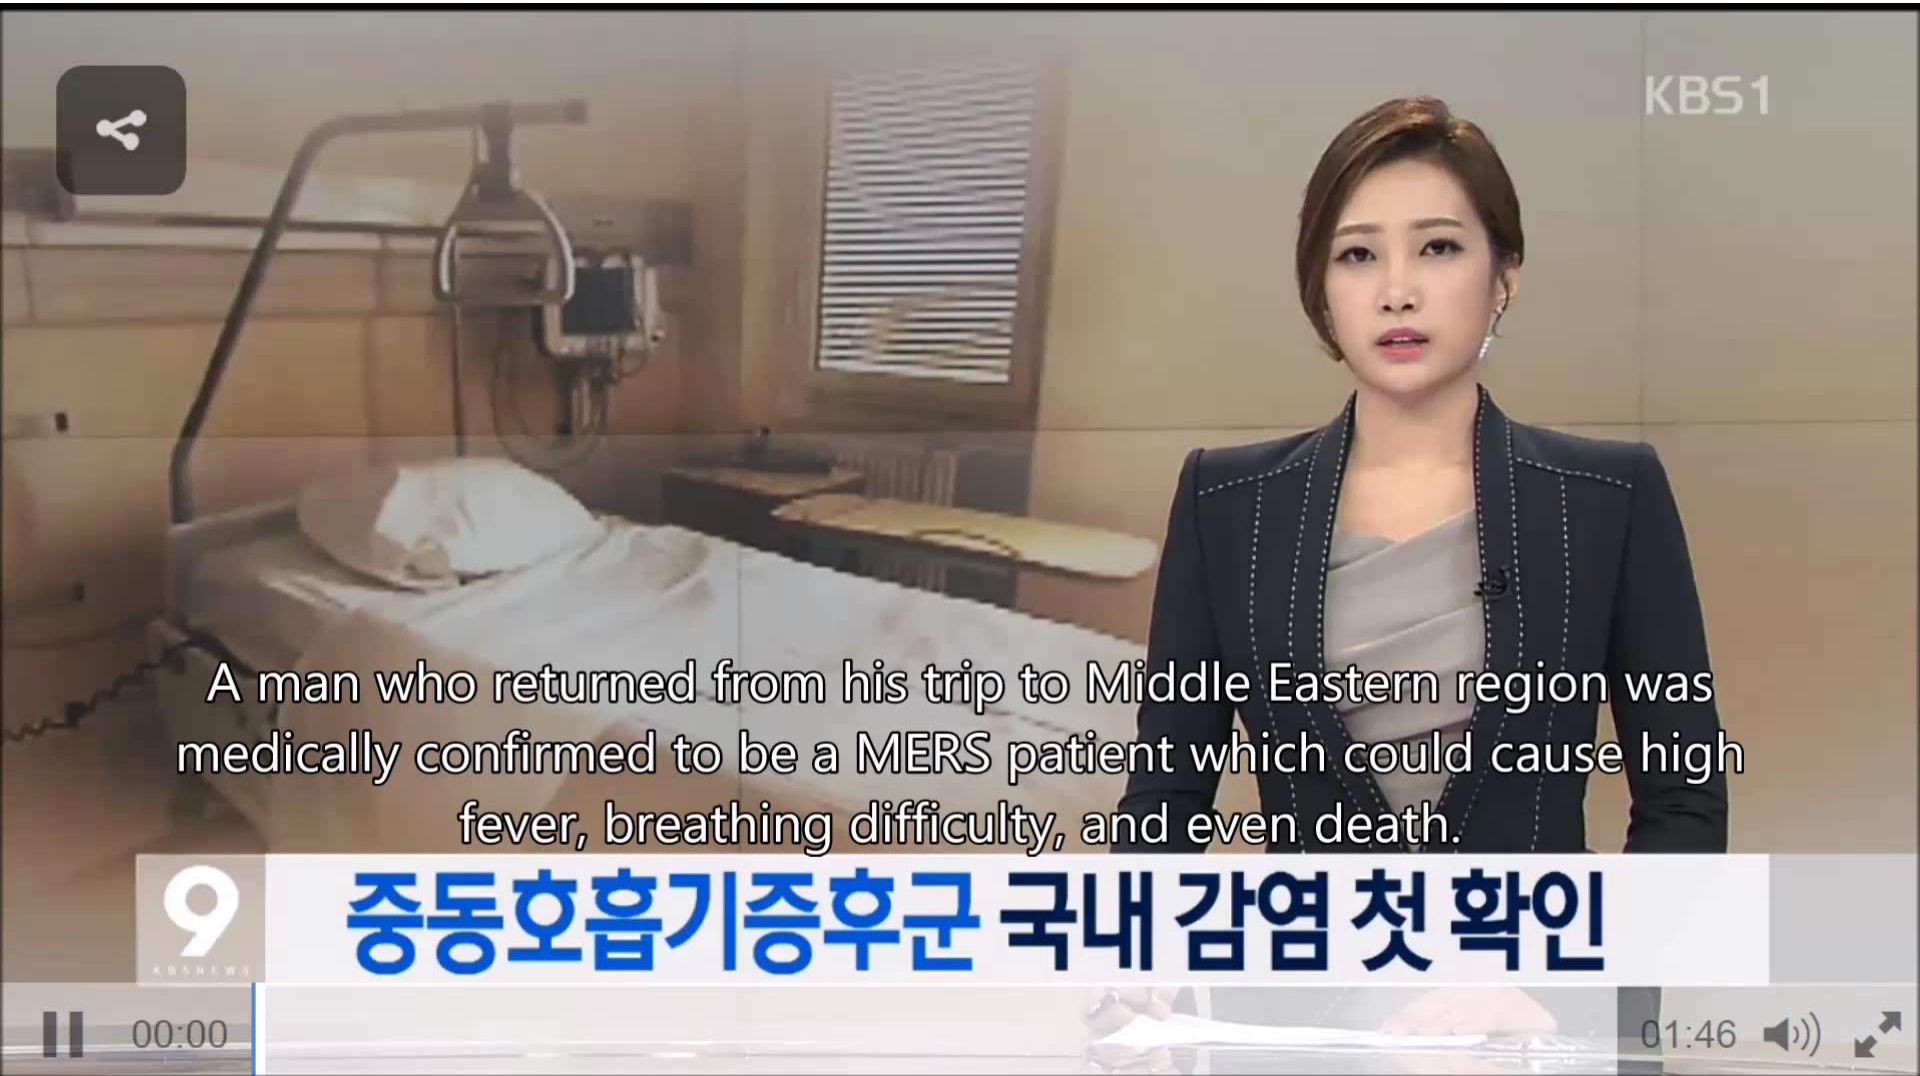 KBS1
A man who returned from his trip to Middle Eastern region was
medically confirmed to be a MERS patient which could cause high
fever, breathing difficulty, and even death.
9 중동호흡기증후군 국내 감염 첫 확인
KBS NEWS
00:00 01:46